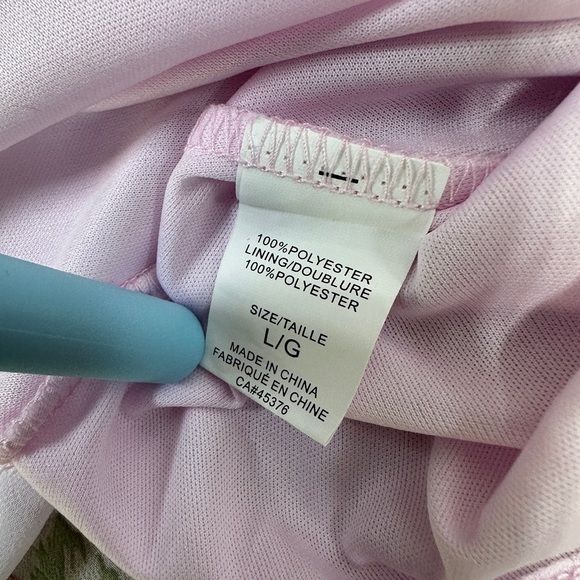 100%POLYESTER
LINING/DOUBLURE
100%POLYESTER
SIZE/TAILLE
L/G
MADE IN CHINA
FABRIQUÉ EN CHINE
CA#45376